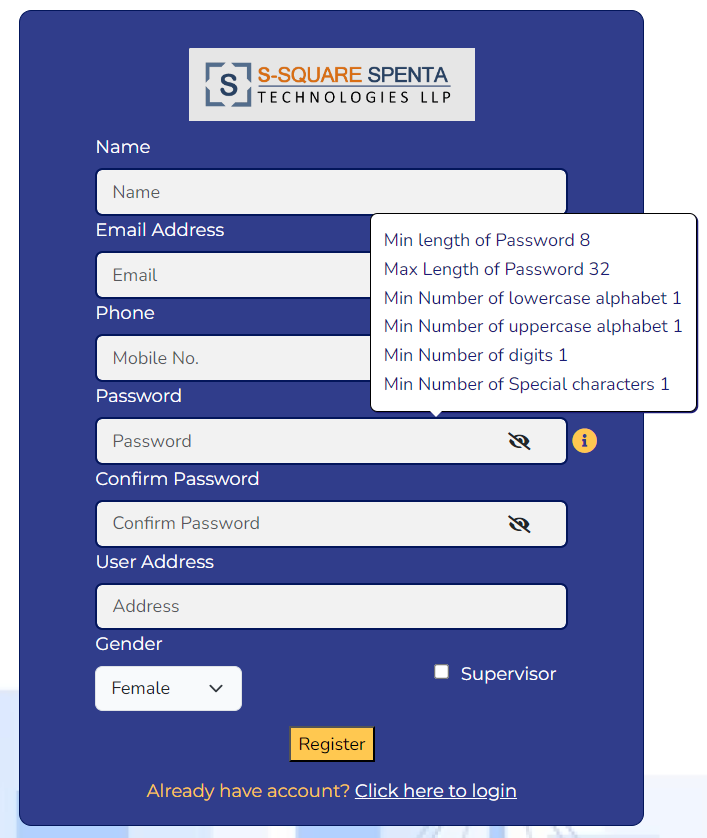 S
S-SQUARE SPENTA
TECHNOLOGIES LLP
Name
Name
Email Address
Email
Phone
Mobile No.
Min length of Password 8
Max Length of Password 32
Min Number of lowercase alphabet 1
Min Number of uppercase alphabet 1
Min Number of digits 1
Min Number of Special characters 1
Password
Password
Confirm Password
Confirm Password
User Address
Address
Gender
Female
Supervisor
Register
Already have account? Click here to login